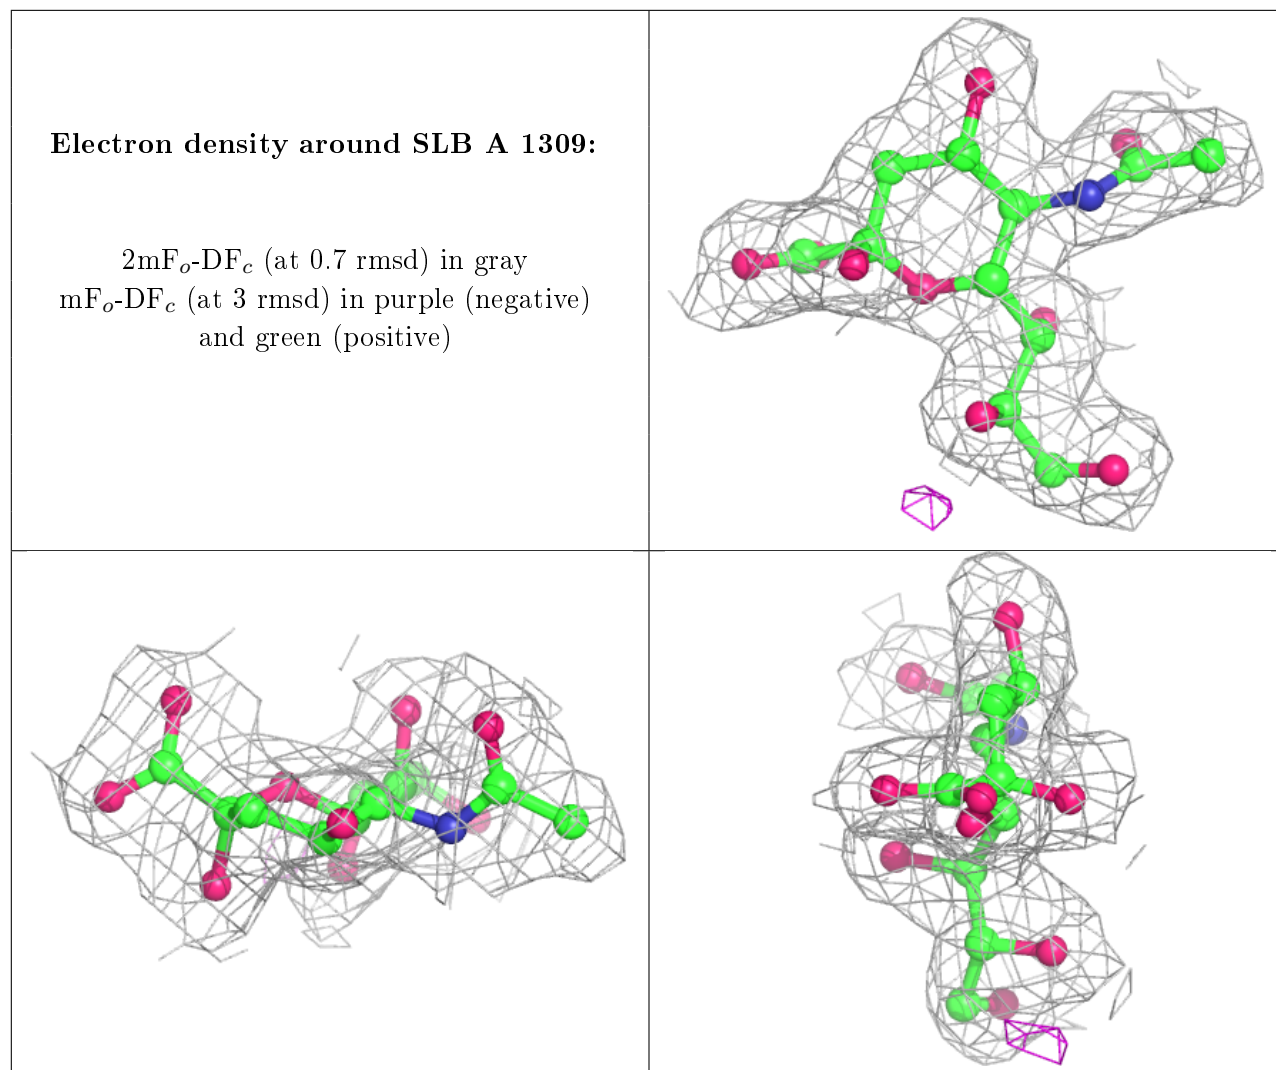 Electron density around SLB A 1309:
2mFo-DFc (at 0.7 rmsd) in gray
mFo-DFc (at 3 rmsd) in purple (negative)
and green (positive)